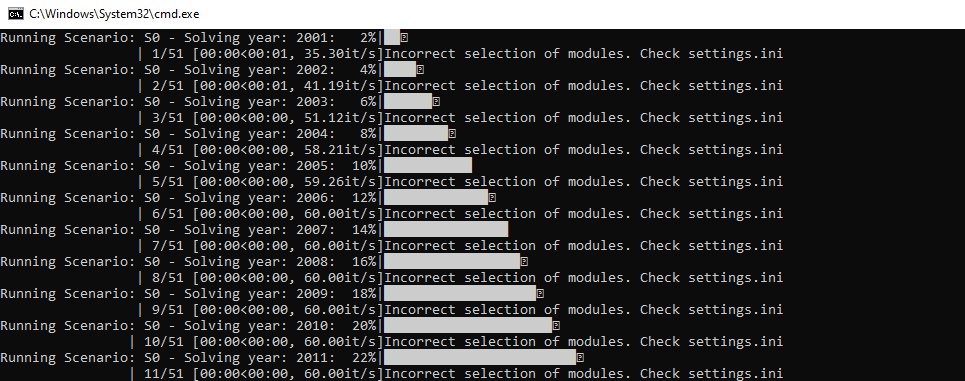 C:\Windows\System32\cmd.exe
Running Scenario: S0 - Solving year: 2001:   2%|
| 1/51 [00:00<00:01, 35.30it/s]Incorrect selection of modules. Check settings.ini
Running Scenario: S0 - Solving year: 2002:   4%|
| 2/51 [00:00<00:01, 41.19it/s]Incorrect selection of modules. Check settings.ini
Running Scenario: S0 - Solving year: 2003:   6%|
| 3/51 [00:00<00:00, 51.12it/s]Incorrect selection of modules. Check settings.ini
Running Scenario: S0 - Solving year: 2004:   8%|
| 4/51 [00:00<00:00, 58.21it/s]Incorrect selection of modules. Check settings.ini
Running Scenario: S0 - Solving year: 2005:  10%|
| 5/51 [00:00<00:00, 59.26it/s]Incorrect selection of modules. Check settings.ini
Running Scenario: S0 - Solving year: 2006:  12%|
| 6/51 [00:00<00:00, 60.00it/s]Incorrect selection of modules. Check settings.ini
Running Scenario: S0 - Solving year: 2007:  14%|
| 7/51 [00:00<00:00, 60.00it/s]Incorrect selection of modules. Check settings.ini
Running Scenario: S0 - Solving year: 2008:  16%|
| 8/51 [00:00<00:00, 60.00it/s]Incorrect selection of modules. Check settings.ini
Running Scenario: S0 - Solving year: 2009:  18%|
| 9/51 [00:00<00:00, 60.00it/s]Incorrect selection of modules. Check settings.ini
Running Scenario: S0 - Solving year: 2010:  20%|
| 10/51 [00:00<00:00, 60.00it/s]Incorrect selection of modules. Check settings.ini
Running Scenario: S0 - Solving year: 2011:  22%|
| 11/51 [00:00<00:00, 60.00it/s]Incorrect selection of modules. Check settings.ini